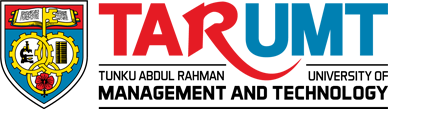 TARUMT
TUNKU ABDUL RAHMAN UNIVERSITY OF
MANAGEMENT AND TECHNOLOGY